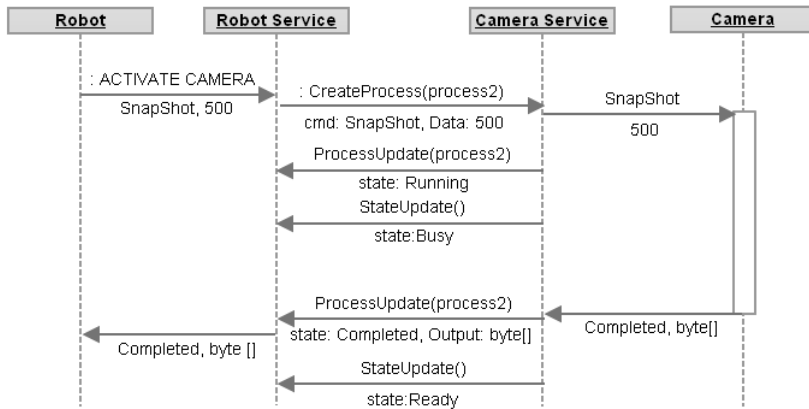 Robot
Robot Service
Camera Service
Camera
: ACTIVATE CAMERA
SnapShot, 500
: CreateProcess(process2)
cmd: SnapShot, Data: 500
SnapShot
500
ProcessUpdate(process2)
state: Running
StateUpdate()
state:Busy
ProcessUpdate(process2)
state: Completed, Output: byte[]
Completed, byte[]
Completed, byte []
StateUpdate()
state:Ready